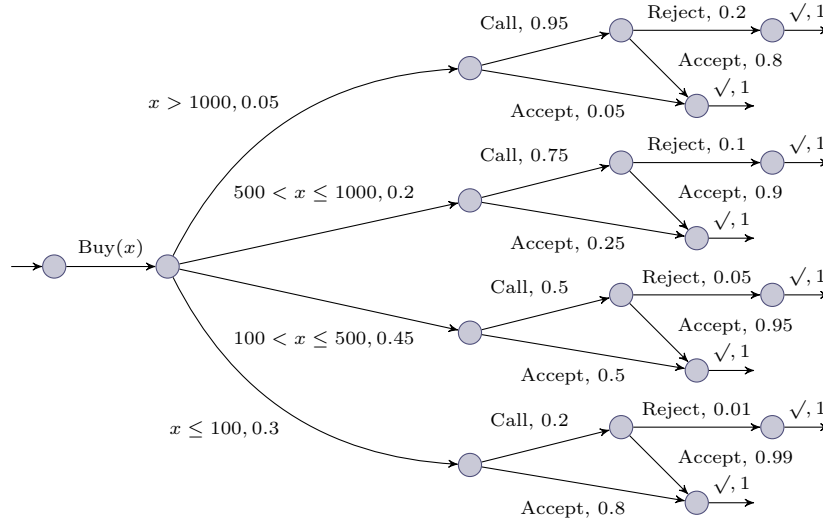 Buy(x)
x > 1000, 0.05
Call, 0.95
Reject, 0.2
√, 1
Accept, 0.8
√, 1
Accept, 0.05
500 < x ≤ 1000, 0.2
Call, 0.75
Reject, 0.1
√, 1
Accept, 0.9
√, 1
Accept, 0.25
100 < x ≤ 500, 0.45
Call, 0.5
Reject, 0.05
√, 1
Accept, 0.95
√, 1
Accept, 0.5
x ≤ 100, 0.3
Call, 0.2
Reject, 0.01
√, 1
Accept, 0.99
√, 1
Accept, 0.8